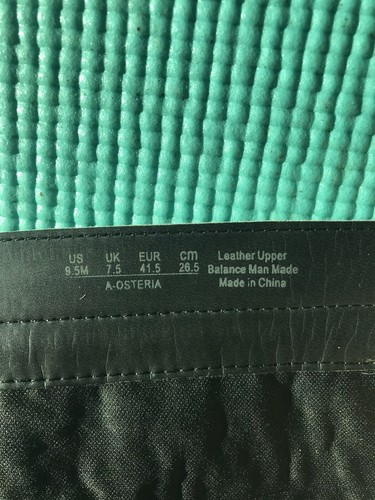 US UK EUR cm
9.5M 7.5 41.5 26.5
A-OSTERIA
Leather Upper
Balance Man Made
Made in China